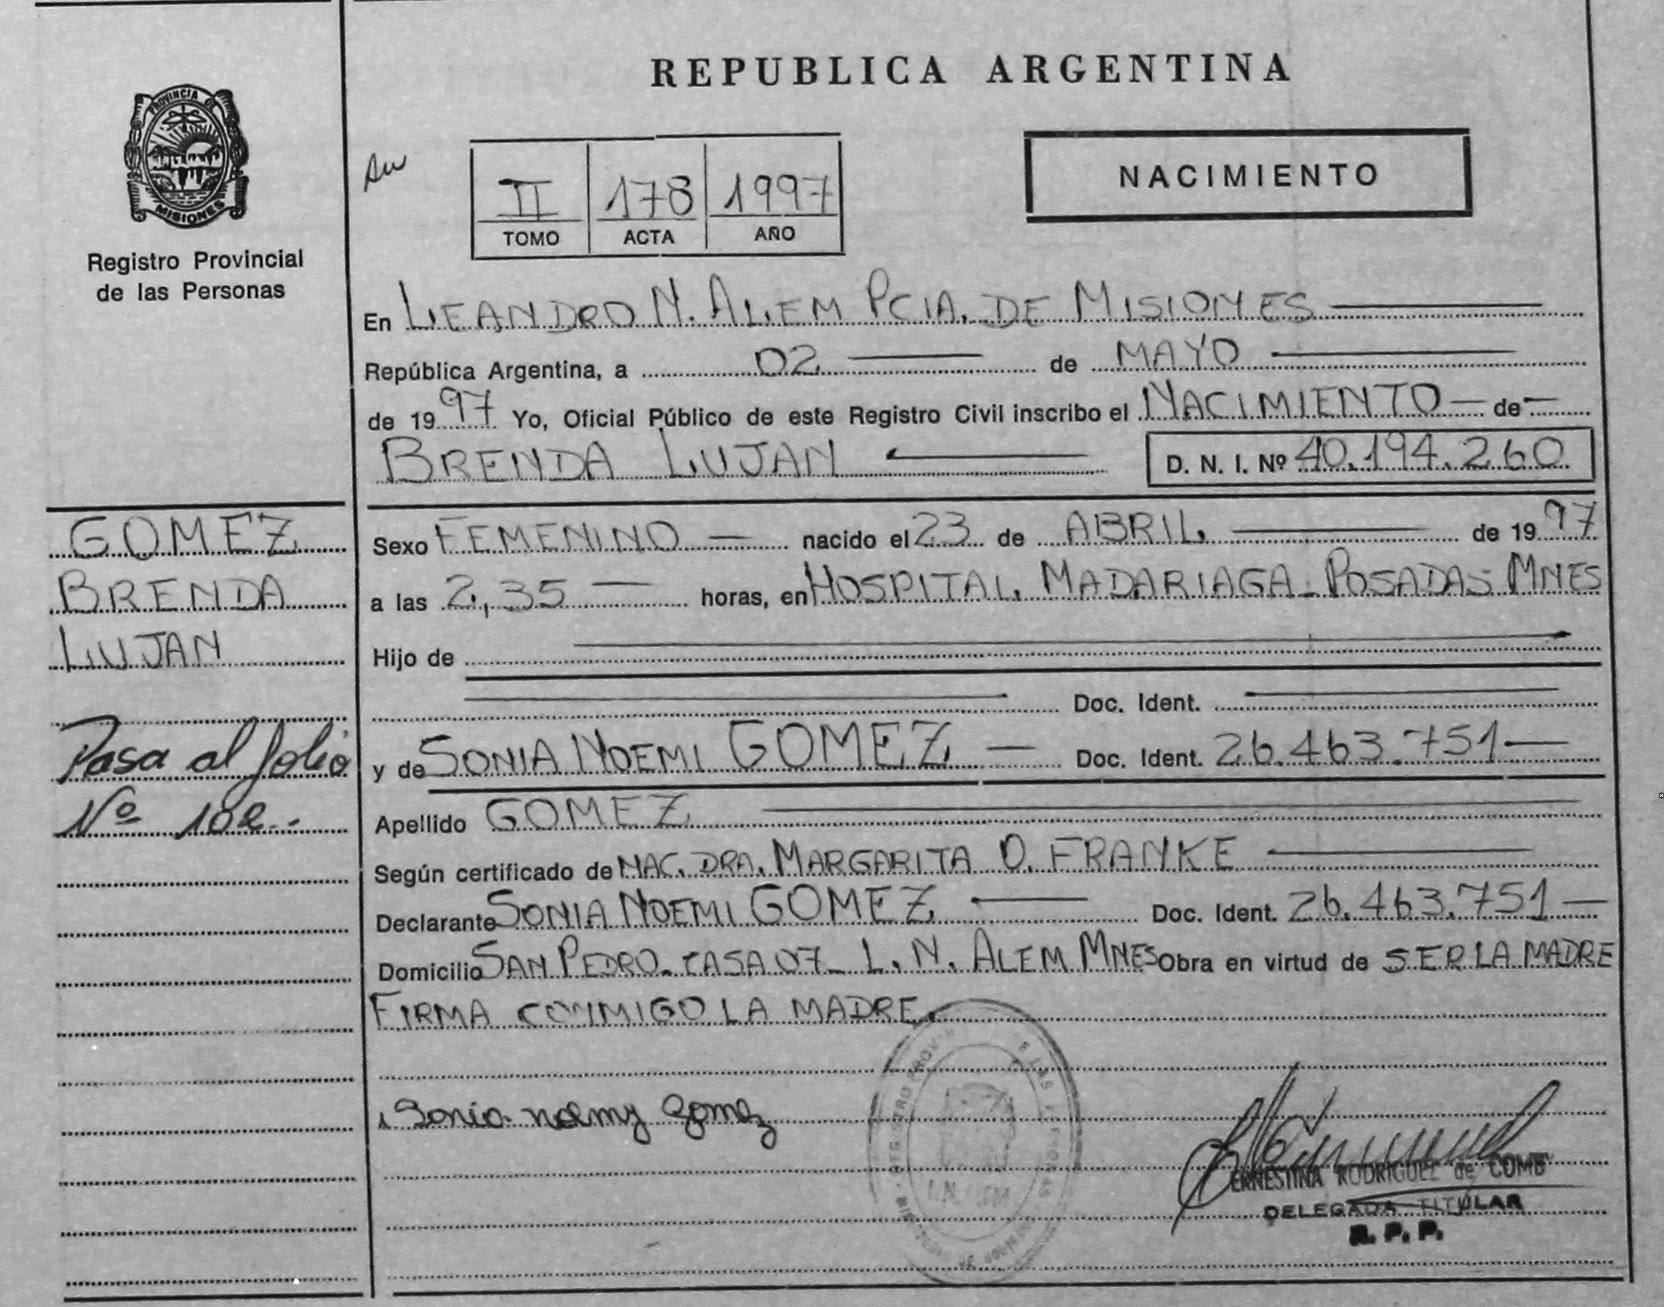 REPUBLICA ARGENTINA
PROVINCIA DE
MISIONES
Registro Provincial
de las Personas
II 178 1997
TOMO ACTA AÑO
NACIMIENTO
En LEANDRO N. ALEM PCIA. DE MISIONES
República Argentina, a 02 de MAYO
de 1997 Yo, Oficial Público de este Registro Civil inscribo el NACIMIENTO de
BRENDA LUJAN D. N. I. Nº 40.194.260
GOMEZ
BRENDA
LUJAN
Pasa al folio
Nº 102..
Sexo FEMENINO nacido el 23 de ABRIL de 1997
a las 2,35 horas, en HOSPITAL MADARIAGA-POSADAS MNES
Hijo de
Doc. Ident.
y de SONIA NOEMI GOMEZ Doc. Ident. 26.463.751
Apellido GOMEZ
Según certificado de NAC. DRA. MARGARITA O. FRANKE
Declarante SONIA NOEMI GOMEZ Doc. Ident. 26.463.751
Domicilio SAN PEDRO-CASA 07- L. N. ALEM MNES Obra en virtud de SER LA MADRE
FIRMA CONMIGO LA MADRE.
Sonia noemy Gomez
ERNESTINA RODRIGUEZ de COMB
DELEGADA TITULAR
R. P. P.